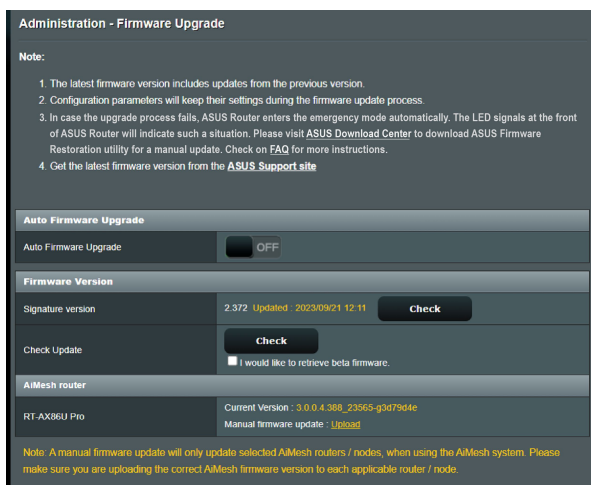 Administration - Firmware Upgrade
Note:
1. The latest firmware version includes updates from the previous version.
2. Configuration parameters will keep their settings during the firmware update process.
3. In case the upgrade process fails, ASUS Router enters the emergency mode automatically. The LED signals at the front
of ASUS Router will indicate such a situation. Please visit ASUS Download Center to download ASUS Firmware
Restoration utility for a manual update. Check on FAQ for more instructions.
4. Get the latest firmware version from the ASUS Support site
Auto Firmware Upgrade
Auto Firmware Upgrade OFF
Firmware Version
Signature version 2.372 Updated : 2023/09/21 12:11 Check
Check Update Check
I would like to retrieve beta firmware.
AiMesh router
RT-AX86U Pro Current Version : 3.0.0.4.388_23565-g3d79d4e
Manual firmware update : Upload
Note: A manual firmware update will only update selected AiMesh routers / nodes, when using the AiMesh system. Please
make sure you are uploading the correct AiMesh firmware version to each applicable router / node.